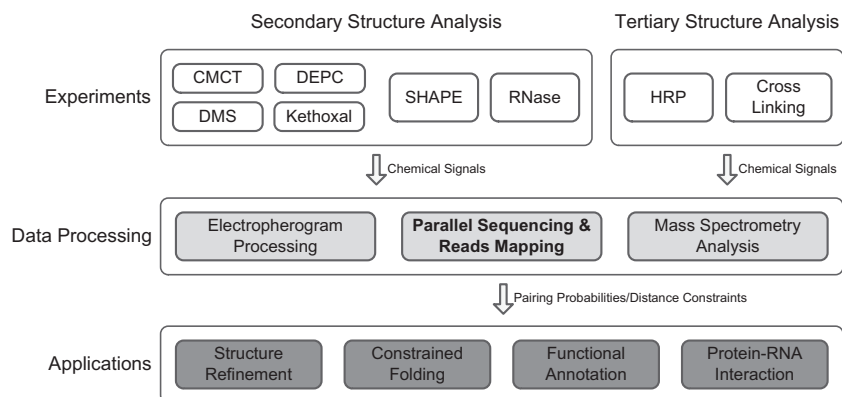 Secondary Structure Analysis
Tertiary Structure Analysis
Experiments
CMCT
DEPC
DMS
Kethoxal
SHAPE
RNase
HRP
Cross
Linking
Chemical Signals
Chemical Signals
Data Processing
Electropherogram
Processing
Parallel Sequencing &
Reads Mapping
Mass Spectrometry
Analysis
Pairing Probabilities/Distance Constraints
Applications
Structure
Refinement
Constrained
Folding
Functional
Annotation
Protein-RNA
Interaction